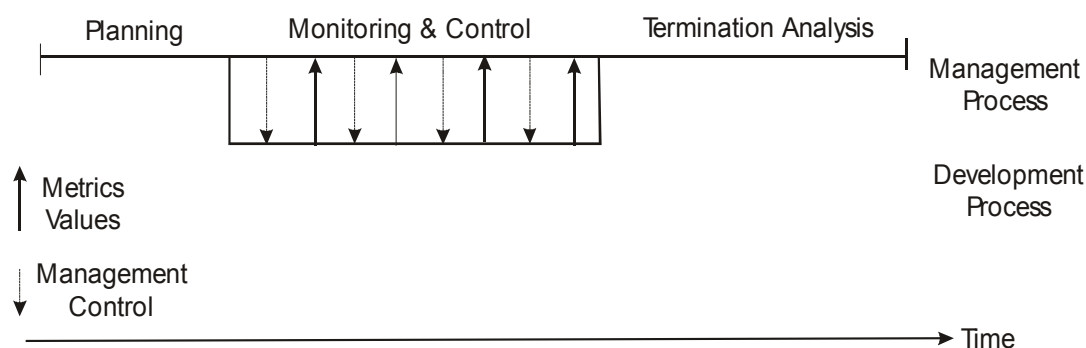 Planning
Monitoring & Control
Termination Analysis
Management
Process
Development
Process
Metrics
Values
Management
Control
Time